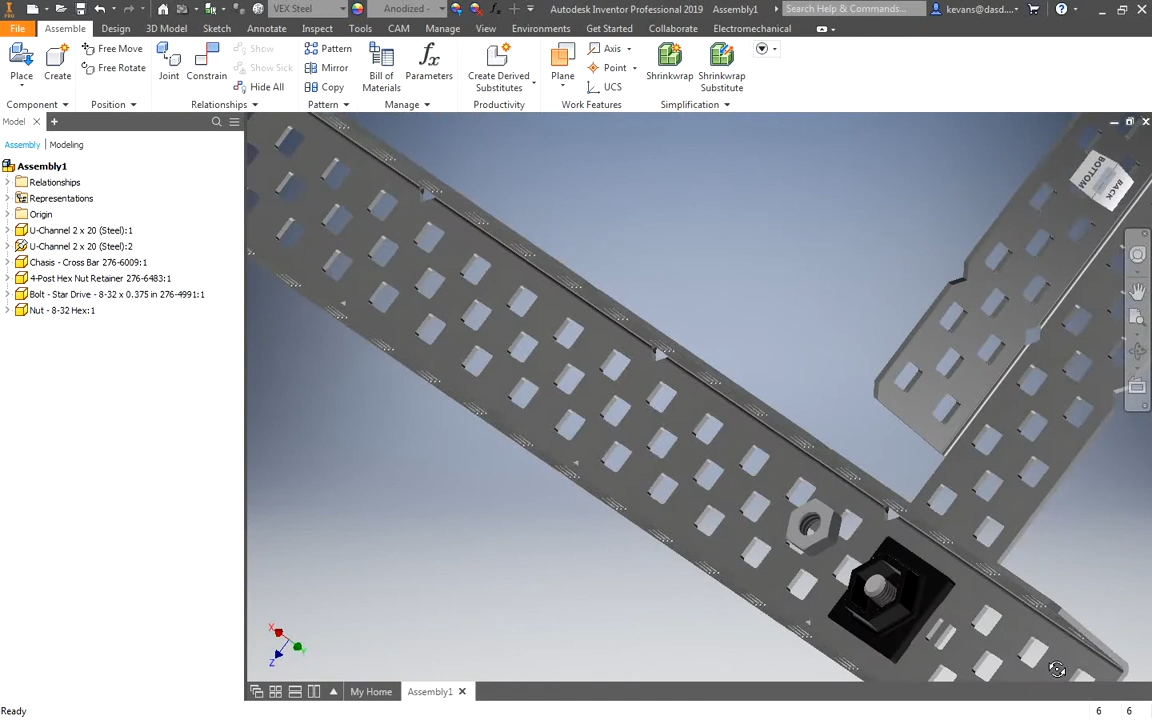 VEX Steel
Anodized -
Autodesk Inventor Professional 2019 Assembly1
Search Help & Commands...
kevans@dasd....
PRO
File
Assemble
Design
3D Model
Sketch
Annotate
Inspect
Tools
CAM
Manage
View
Environments
Get Started
Collaborate
Electromechanical
Place
Create
Free Move
Free Rotate
Joint
Constrain
Show
Show Sick
Hide All
Pattern
Mirror
Copy
Bill of
Materials
fx
Parameters
Create Derived
Substitutes
Plane
Axis
Point
UCS
Shrinkwrap
Shrinkwrap
Substitute
Component
Position
Relationships
Pattern
Manage
Productivity
Work Features
Simplification
Model
Assembly
Modeling
Assembly1
Relationships
Representations
Origin
U-Channel 2 x 20 (Steel):1
U-Channel 2 x 20 (Steel):2
Chasis - Cross Bar 276-6009:1
4-Post Hex Nut Retainer 276-6483:1
Bolt - Star Drive - 8-32 x 0.375 in 276-4991:1
Nut - 8-32 Hex:1
BOTTOM
BACK
X
Y
Z
My Home
Assembly1
Ready
6
6